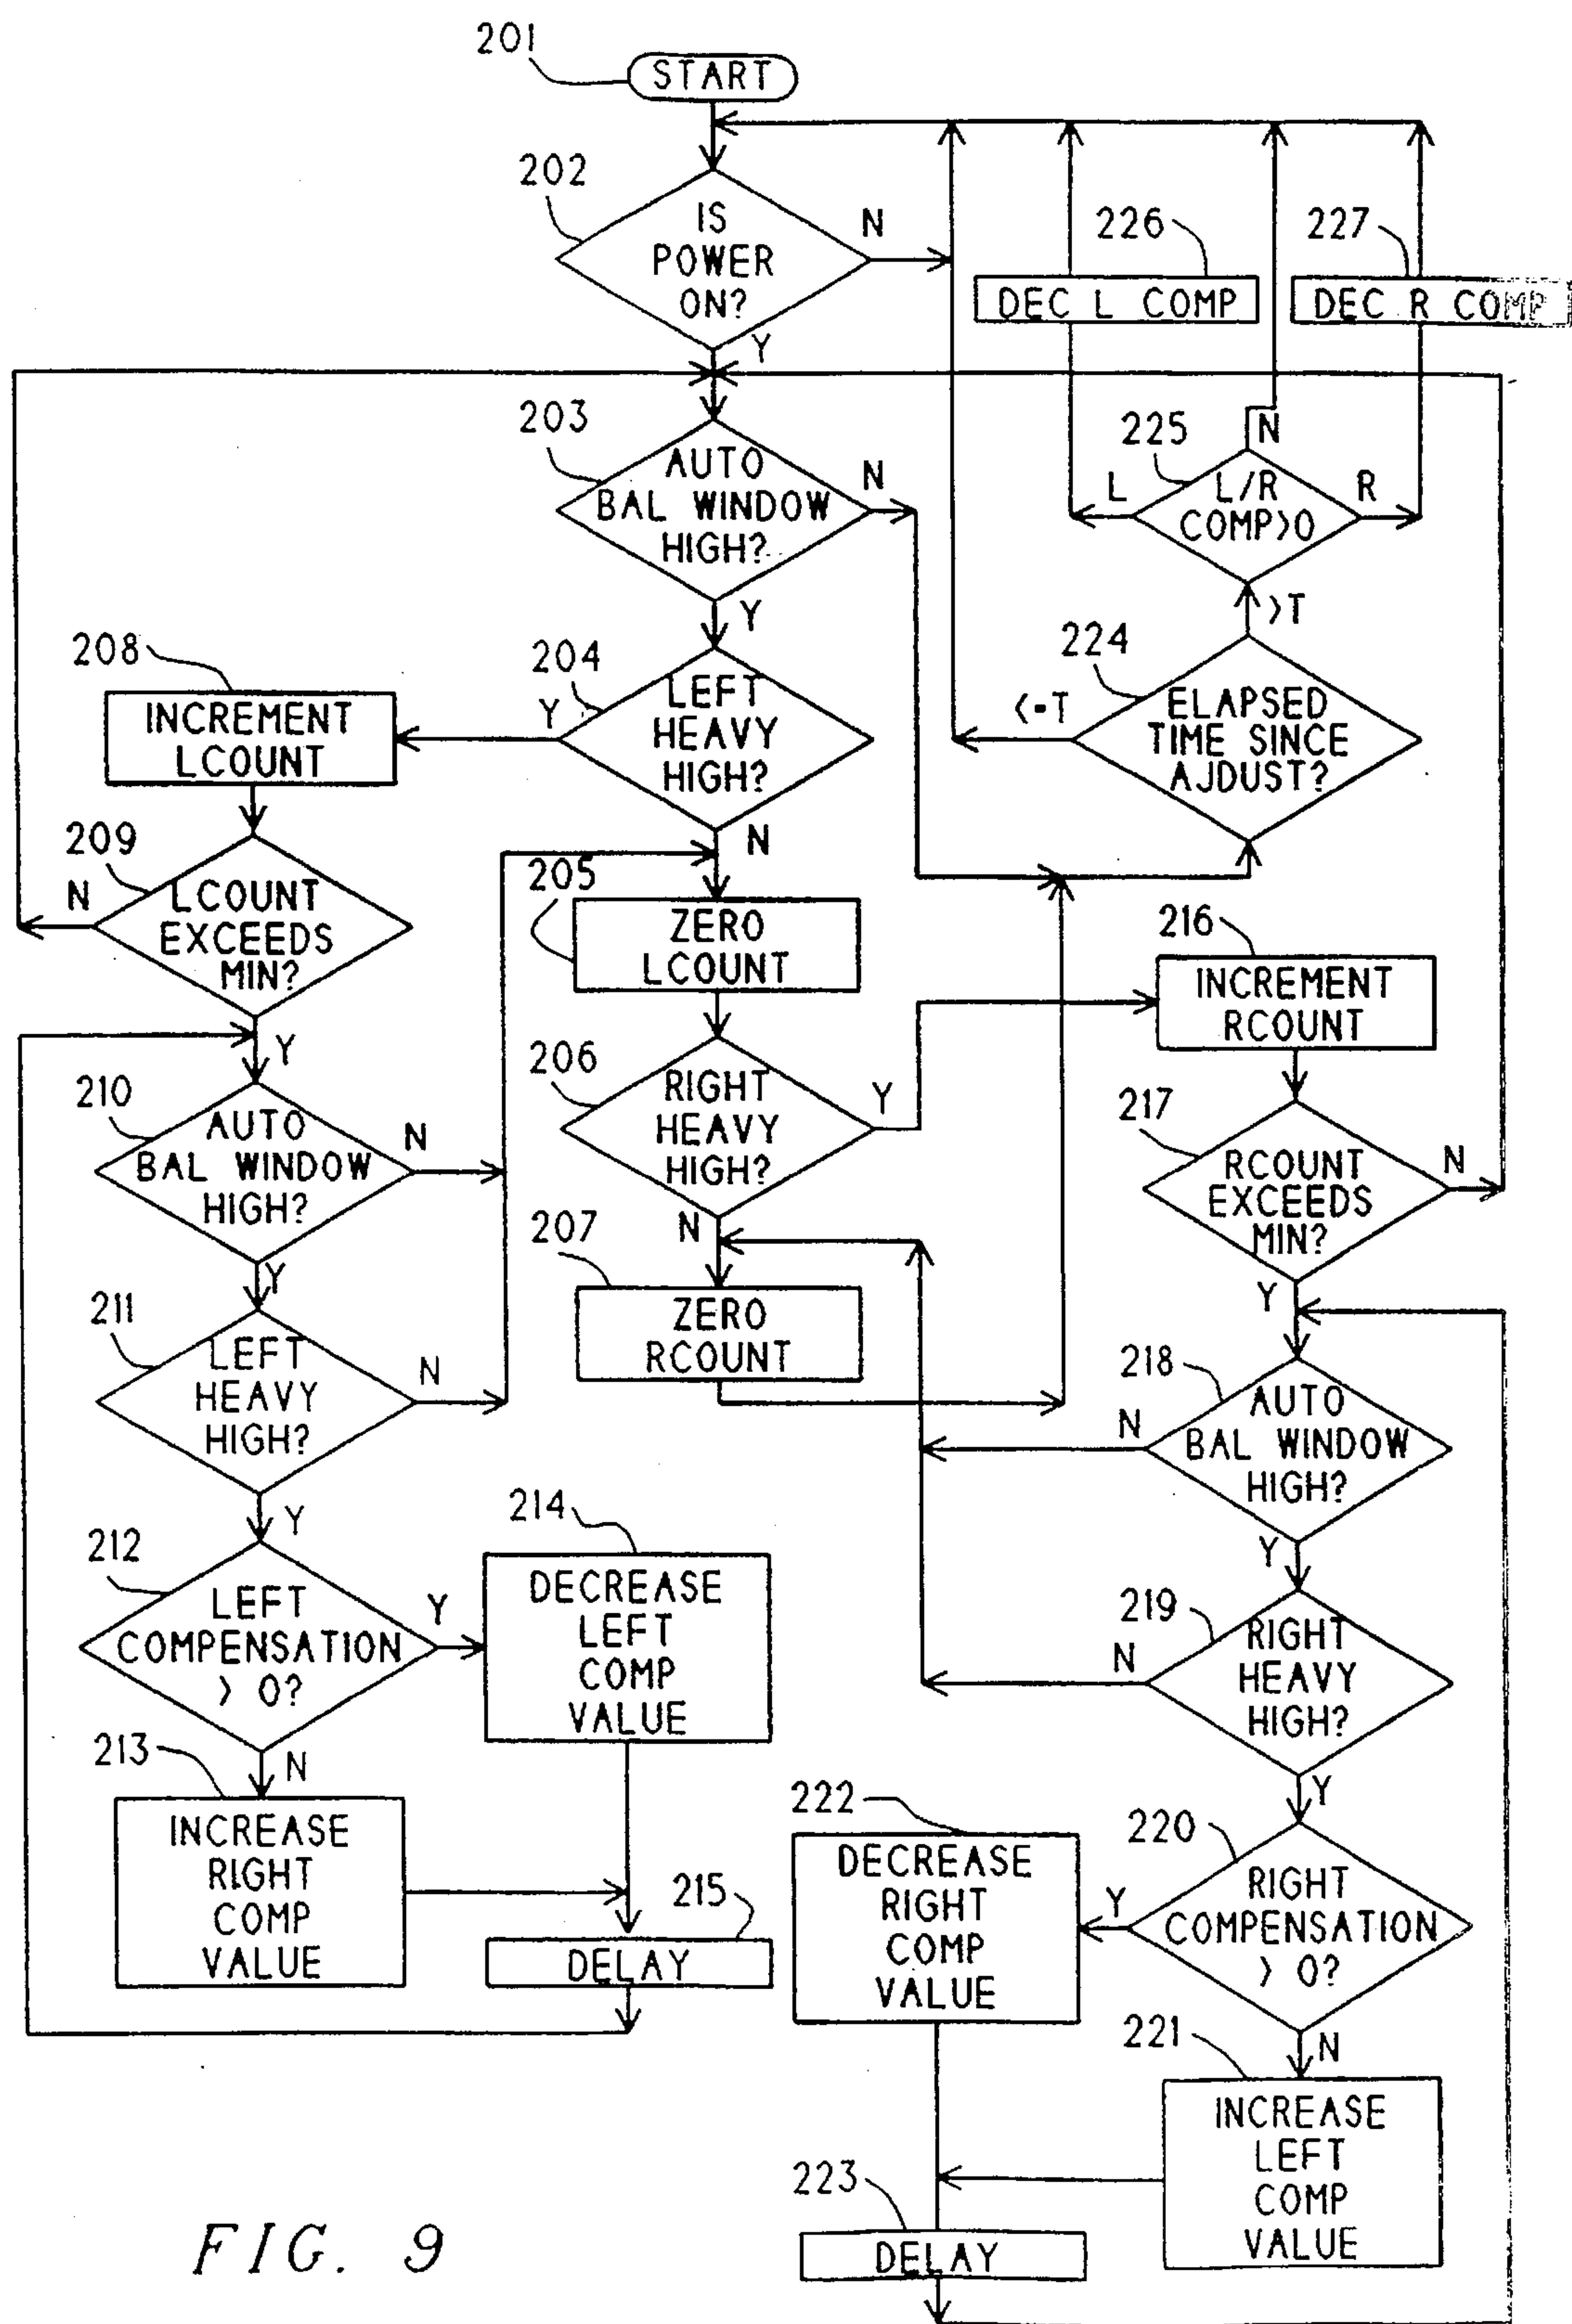 201
START
202
IS
POWER
ON?
N
Y
226
DEC L COMP
227
DEC R COMP
203
AUTO
BAL WINDOW
HIGH?
N
Y
225
L/R
COMP>0
N
L
R
>T
224
ELAPSED
TIME SINCE
AJDUST?
<=T
204
LEFT
HEAVY
HIGH?
Y
N
208
INCREMENT
LCOUNT
209
LCOUNT
EXCEEDS
MIN?
N
Y
205
ZERO
LCOUNT
206
RIGHT
HEAVY
HIGH?
Y
N
207
ZERO
RCOUNT
216
INCREMENT
RCOUNT
217
RCOUNT
EXCEEDS
MIN?
N
Y
210
AUTO
BAL WINDOW
HIGH?
N
Y
211
LEFT
HEAVY
HIGH?
N
Y
212
LEFT
COMPENSATION
> 0?
Y
N
213
INCREASE
RIGHT
COMP
VALUE
214
DECREASE
LEFT
COMP
VALUE
215
DELAY
218
AUTO
BAL WINDOW
HIGH?
N
Y
219
RIGHT
HEAVY
HIGH?
N
Y
220
RIGHT
COMPENSATION
> 0?
Y
N
222
DECREASE
RIGHT
COMP
VALUE
221
INCREASE
LEFT
COMP
VALUE
223
DELAY
FIG. 9